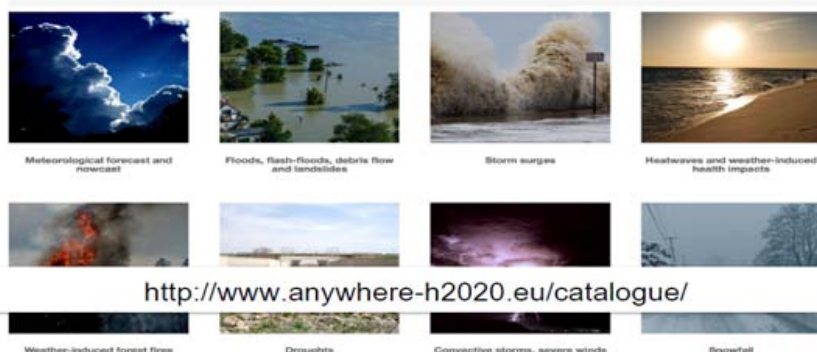 Meteorological forecast and
nowcast
Floods, flash-floods, debris flow
and landslides
Storm surges
Heatwaves and weather-induced
health impacts
http://www.anywhere-h2020.eu/catalogue/
Weather-induced forest fires
Droughts
Convective storms, severe winds
Snowfall